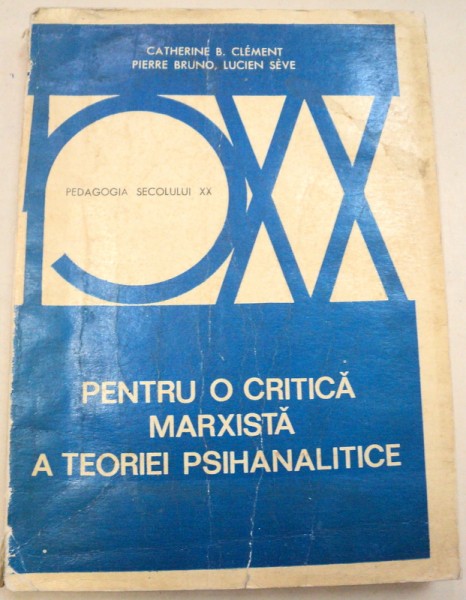 CATHERINE B. CLÉMENT
PIERRE BRUNO, LUCIEN SÈVE
PEDAGOGIA SECOLULUI XX
PENTRU O CRITICĂ
MARXISTĂ
A TEORIEI PSIHANALITICE